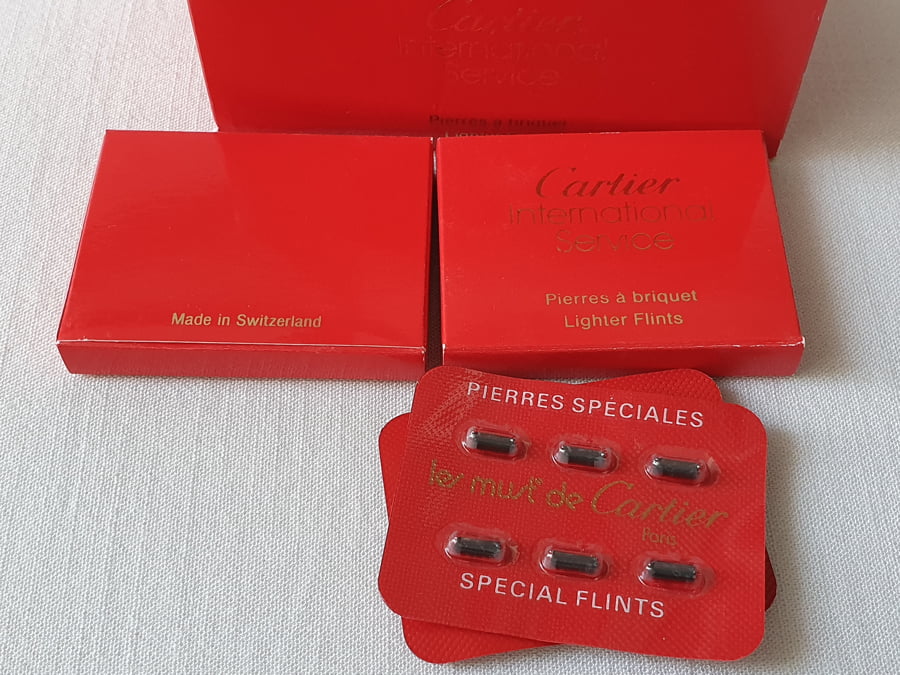 Cartier
International
Service
Pierres à briquet
Made in Switzerland
Cartier
International
Service
Pierres à briquet
Lighter Flints
PIERRES SPÉCIALES
les must de Cartier
Paris
SPECIAL FLINTS